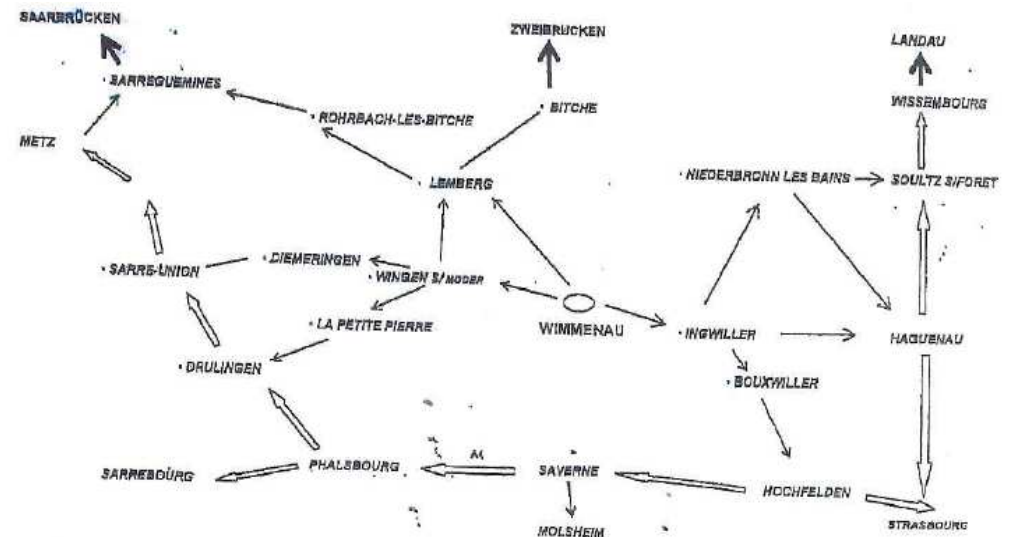 SAARBRÜCKEN
ZWEIBRUCKEN
LANDAU
SARREGUEMINES
WISSEMBOURG
BITCHE
ROHRBACH-LES-BITCHE
METZ
LEMBERG
NIEDERBRONN LES BAINS
SOULTZ S/FORET
DIEMERINGEN
SARRE-UNION
WINGEN S/MODER
LA PETITE PIERRE
WIMMENAU
INGWILLER
HAGUENAU
DRULINGEN
BOUXWILLER
SARREBOURG
PHALSBOURG
A4
SAVERNE
HOCHFELDEN
STRASBOURG
MOLSHEIM